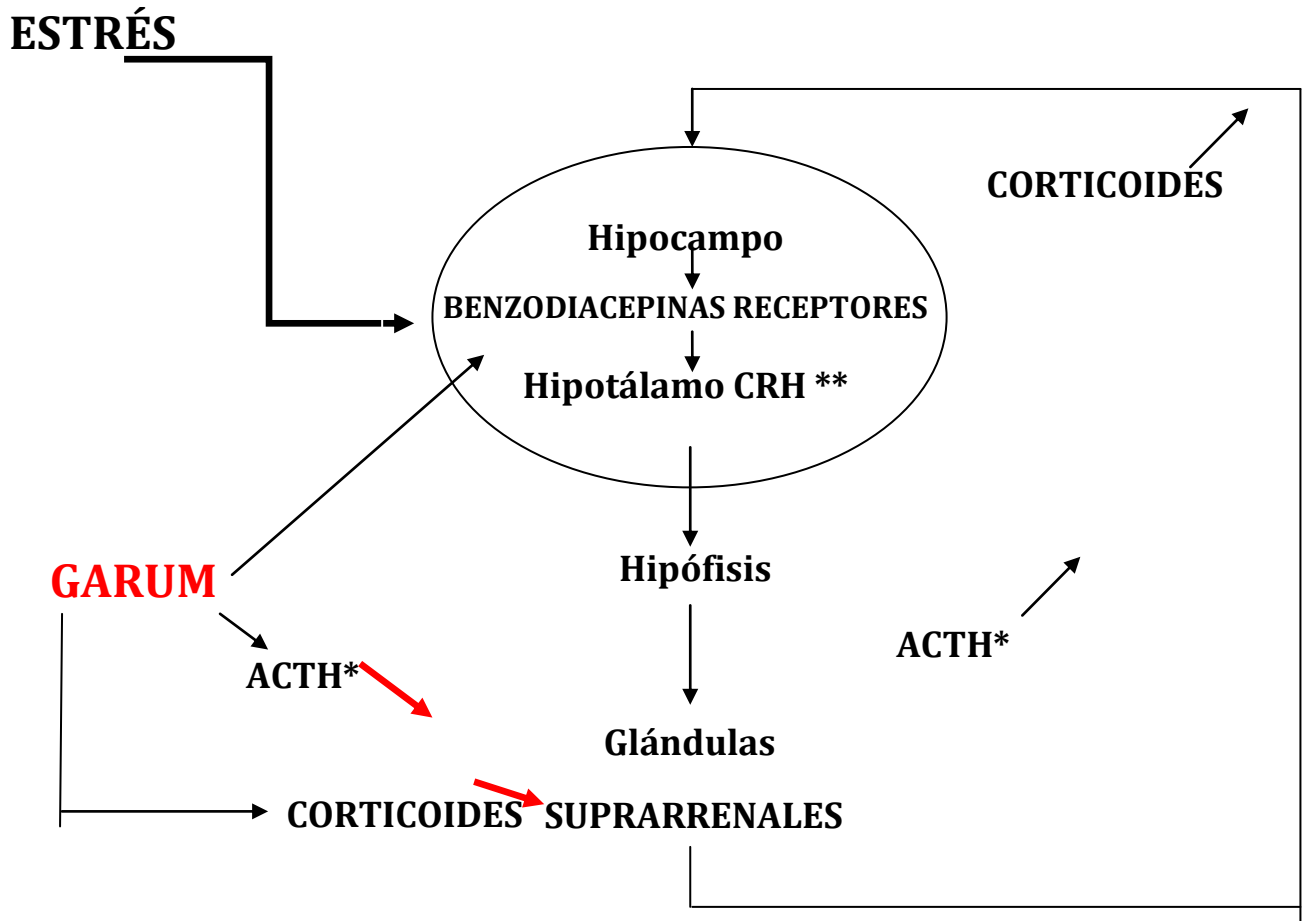 ESTRÉS
CORTICOIDES
Hipocampo
BENZODIACEPINAS RECEPTORES
Hipotálamo CRH **
Hipófisis
GARUM
ACTH*
ACTH*
Glándulas
CORTICOIDES SUPRARRENALES